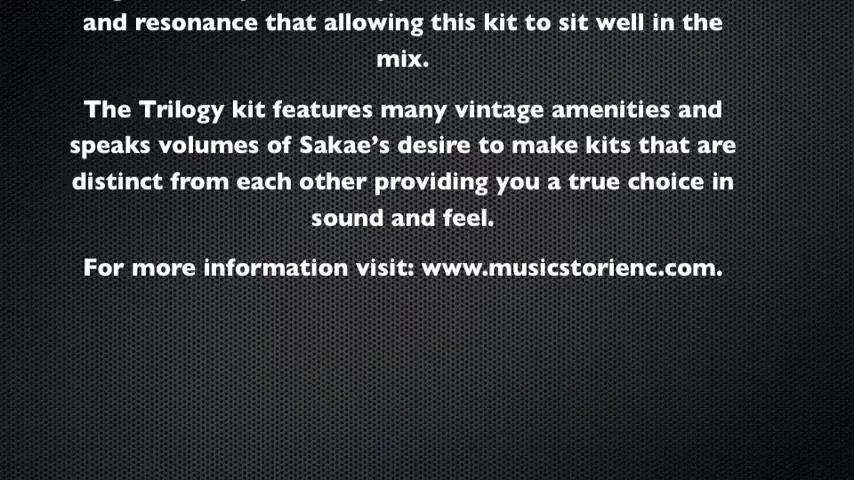 and resonance that allowing this kit to sit well in the
mix.
The Trilogy kit features many vintage amenities and
speaks volumes of Sakae’s desire to make kits that are
distinct from each other providing you a true choice in
sound and feel.
For more information visit: www.musicstorienc.com.